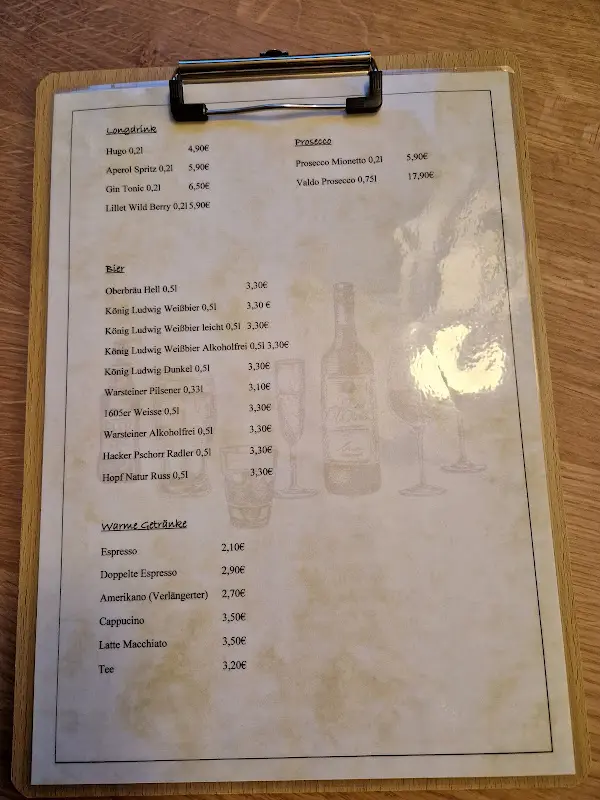 Longdrink
Hugo 0,2l 4,90€
Aperol Spritz 0,2l 5,90€
Gin Tonic 0,2l 6,50€
Lillet Wild Berry 0,2l 5,90€
Prosecco
Prosecco Mionetto 0,2l 5,90€
Valdo Prosecco 0,75l 17,90€
Bier
Oberbräu Hell 0,5l 3,30€
König Ludwig Weißbier 0,5l 3,30 €
König Ludwig Weißbier leicht 0,5l 3,30€
König Ludwig Weißbier Alkoholfrei 0,5l 3,30€
König Ludwig Dunkel 0,5l 3,30€
Warsteiner Pilsener 0,33l 3,10€
1605er Weisse 0,5l 3,30€
Warsteiner Alkoholfrei 0,5l 3,30€
Hacker Pschorr Radler 0,5l 3,30€
Hopf Natur Russ 0,5l 3,30€
Warme Getränke
Espresso 2,10€
Doppelte Espresso 2,90€
Amerikano (Verlängerter) 2,70€
Cappucino 3,50€
Latte Macchiato 3,50€
Tee 3,20€